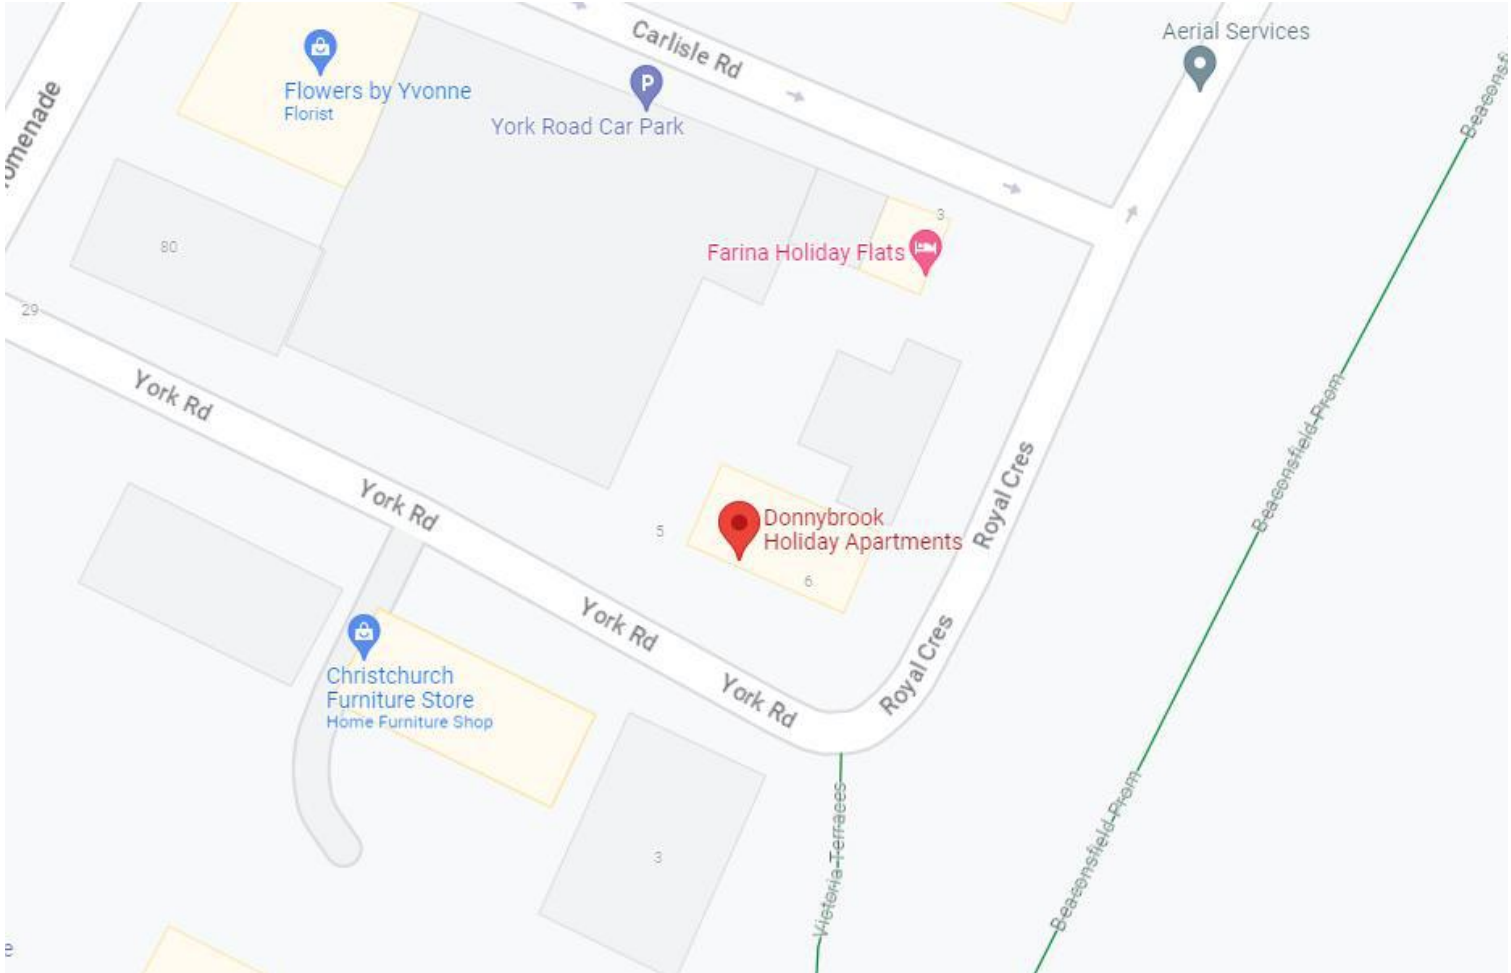 Carlisle Rd
Aerial Services
Flowers by Yvonne
Florist
P
York Road Car Park
80
3
Farina Holiday Flats
29
York Rd
York Rd
5
Donnybrook
Holiday Apartments
6
Royal Cres
Beaconsfield Prom
York Rd
Christchurch
Furniture Store
Home Furniture Shop
York Rd
Royal Cres
3
Victoria Terraces
Beaconsfield Prom